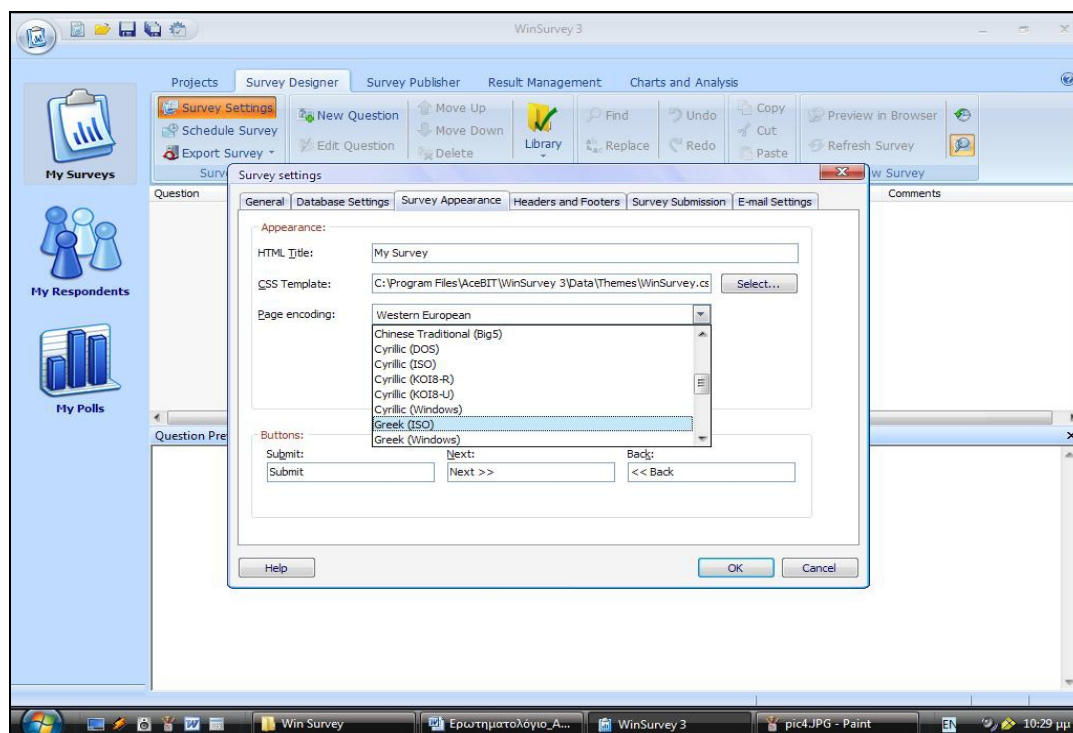 WinSurvey 3
Projects Survey Designer Survey Publisher Result Management Charts and Analysis
Survey Settings
Schedule Survey
Export Survey
New Question
Edit Question
Move Up
Move Down
Delete
Library
Find
Replace
Undo
Redo
Copy
Cut
Paste
Preview in Browser
Refresh Survey
Surv
w Survey
My Surveys
My Respondents
My Polls
Question
Comments
Survey settings
General Database Settings Survey Appearance Headers and Footers Survey Submission E-mail Settings
Appearance:
HTML Title: My Survey
CSS Template: C:\Program Files\AceBIT\WinSurvey 3\Data\Themes\WinSurvey.cs Select...
Page encoding: Western European
Chinese Traditional (Big5)
Cyrillic (DOS)
Cyrillic (ISO)
Cyrillic (KOI8-R)
Cyrillic (KOI8-U)
Cyrillic (Windows)
Greek (ISO)
Greek (Windows)
Question Pre
Buttons:
Submit: Next: Back:
Submit Next >> << Back
Help OK Cancel
Win Survey Ερωτηματολόγιο_Α... WinSurvey 3 pic4.JPG - Paint EN 10:29 μμ